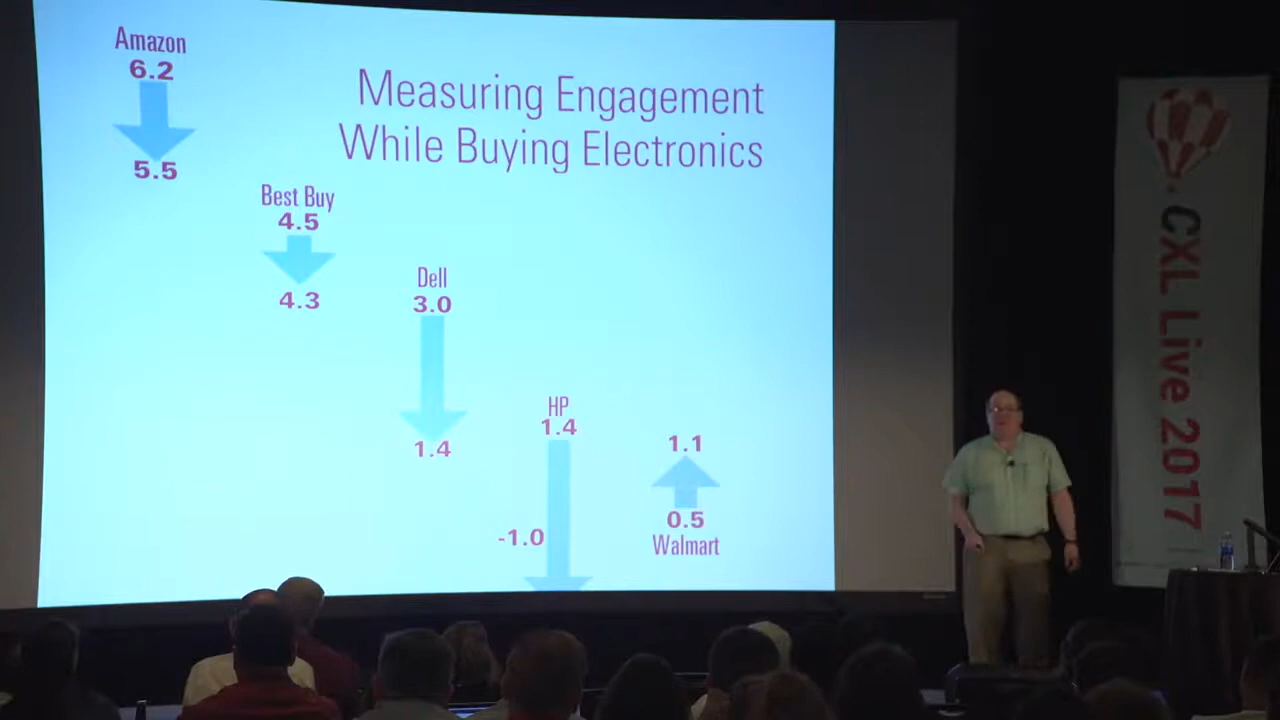 Amazon
6.2
5.5
Measuring Engagement
While Buying Electronics
Best Buy
4.5
4.3
Dell
3.0
1.4
HP
1.4
-1.0
1.1
0.5
Walmart
CXL Live 2017